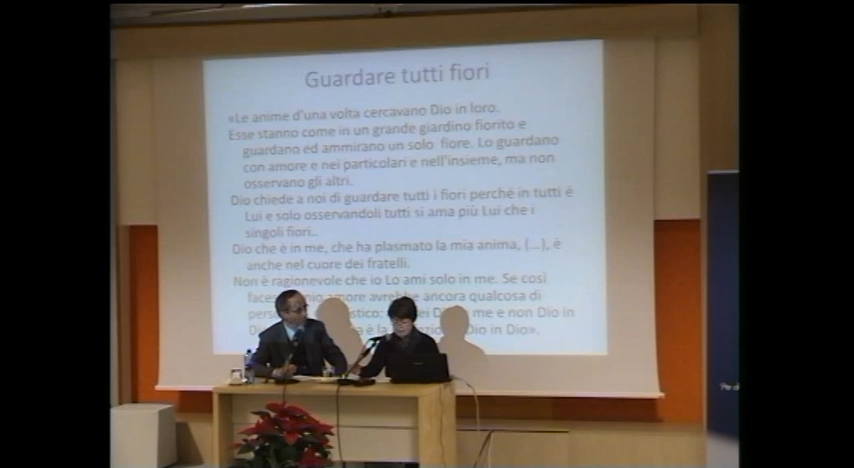 Guardare tutti fiori
«Le anime d'una volta cercavano Dio in loro.
Esse stanno come in un grande giardino fiorito e
guardano ed ammirano un solo fiore. Lo guardano
con amore e nei particolari e nell'insieme, ma non
osservano gli altri.
Dio chiede a noi di guardare tutti i fiori perché in tutti è
Lui e solo osservandoli tutti si ama più Lui che i
singoli fiori..
Dio che è in me, che ha plasmato la mia anima, (...), è
anche nel cuore dei fratelli.
Non è ragionevole che io Lo ami solo in me. Se così
avrebbe ancora qualcosa di
me e non Dio in
è la Dio in Dio».